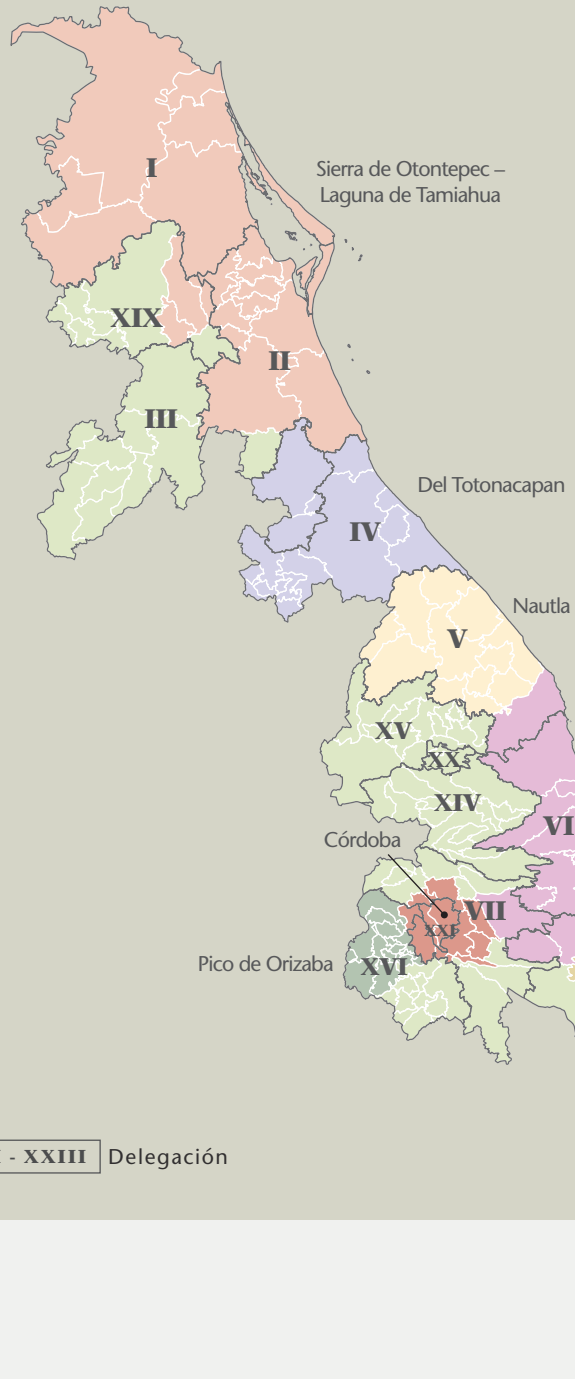 I
Sierra de Otontepec –
Laguna de Tamiahua
XIX
II
III
Del Totonacapan
IV
Nautla
V
XV
XX
XIV
VI
Córdoba
VII
XXI
Pico de Orizaba
XVI
- XXIII Delegación